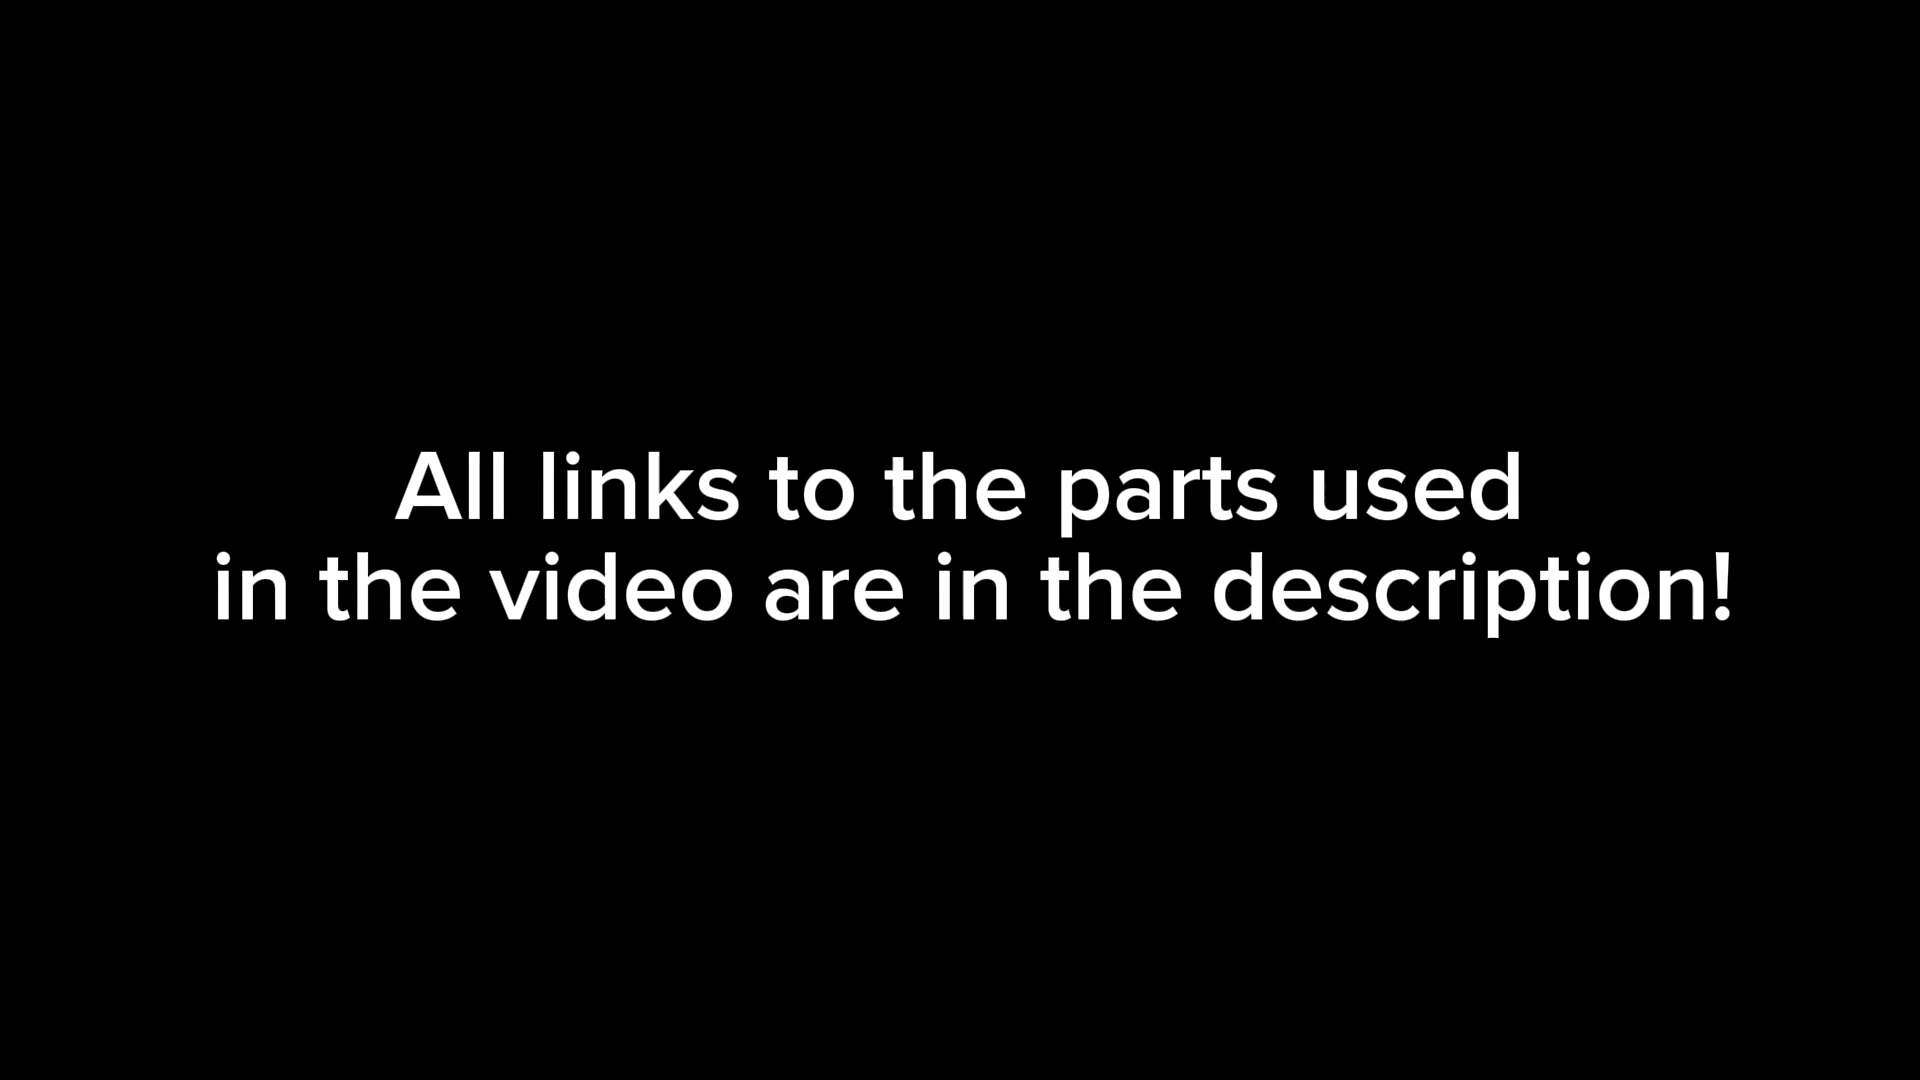 All links to the parts used
in the video are in the description!